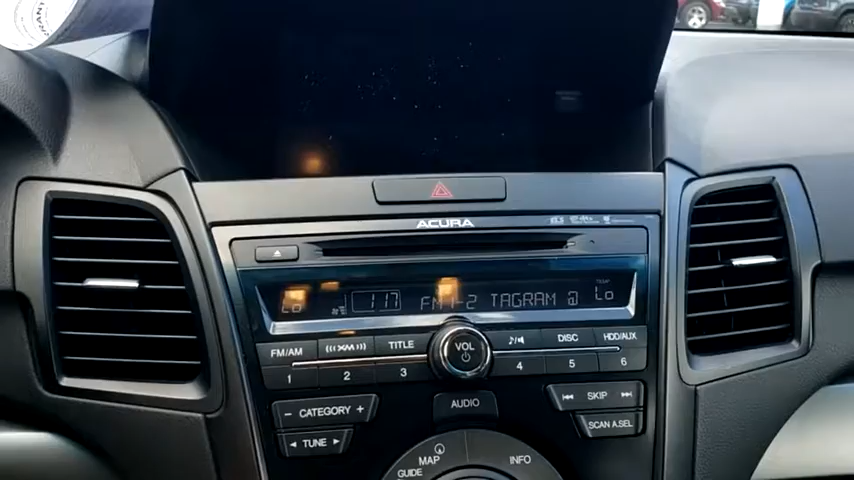 ACURA
TEMP
LO 117 FM1-2 TAGRAM LO
FM/AM ((XM)) TITLE VOL DISC HDD/AUX
1 2 3 4 5 6
− CATEGORY + AUDIO SKIP
TUNE SCAN A.SEL
MAP INFO
GUIDE